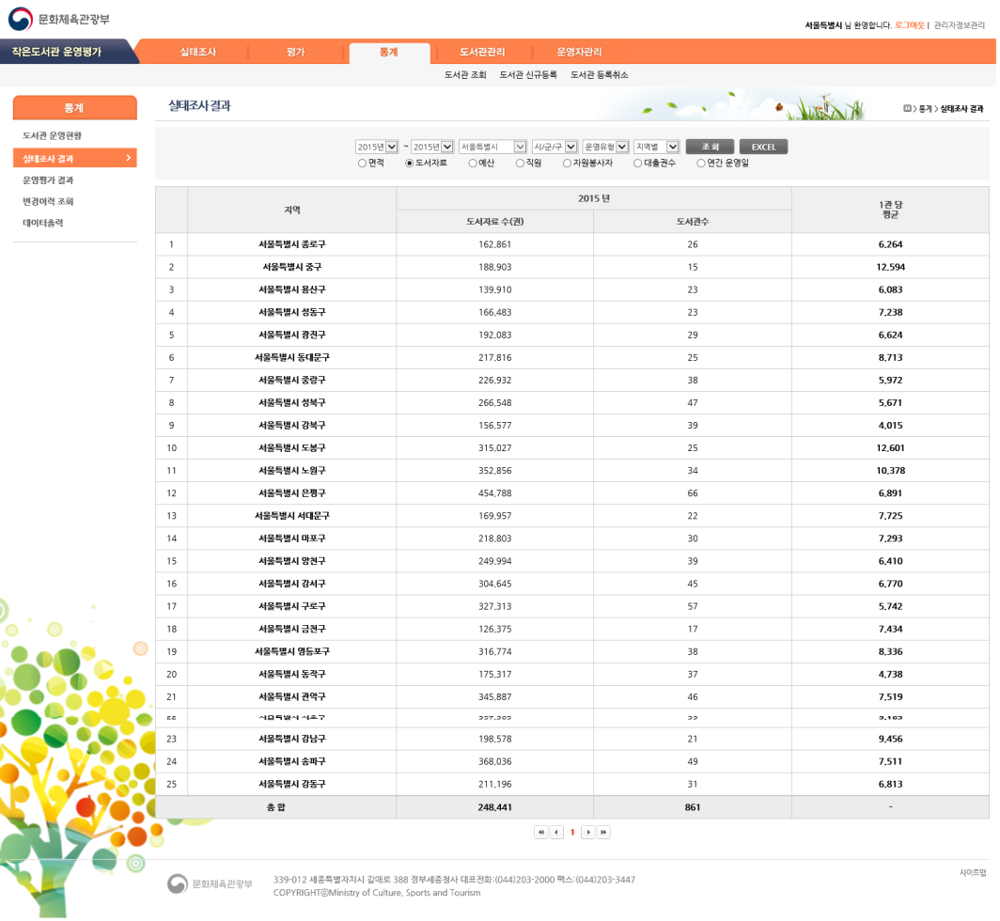 문화체육관광부
서울특별시 님 환영합니다. 로그아웃 | 관리자정보관리
작은도서관 운영평가 실태조사 평가 통계 도서관관리 운영자관리
도서관 조회 도서관 신규등록 도서관 등록취소
통계
도서관 운영현황
실태조사 결과
운영평가 결과
변경이력 조회
데이터출력
실태조사 결과
> 통계 > 실태조사 결과
2015년 ~ 2015년 서울특별시 시/군/구 운영유형 지역별 조 회 EXCEL
면적 도서자료 예산 직원 자원봉사자 대출권수 연간 운영일
지역 2015 년 1관 당 평균
도서자료 수(권) 도서관수
1 서울특별시 종로구 162,861 26 6,264
2 서울특별시 중구 188,903 15 12,594
3 서울특별시 용산구 139,910 23 6,083
4 서울특별시 성동구 166,483 23 7,238
5 서울특별시 광진구 192,083 29 6,624
6 서울특별시 동대문구 217,816 25 8,713
7 서울특별시 중랑구 226,932 38 5,972
8 서울특별시 성북구 266,548 47 5,671
9 서울특별시 강북구 156,577 39 4,015
10 서울특별시 도봉구 315,027 25 12,601
11 서울특별시 노원구 352,856 34 10,378
12 서울특별시 은평구 454,788 66 6,891
13 서울특별시 서대문구 169,957 22 7,725
14 서울특별시 마포구 218,803 30 7,293
15 서울특별시 양천구 249,994 39 6,410
16 서울특별시 강서구 304,645 45 6,770
17 서울특별시 구로구 327,313 57 5,742
18 서울특별시 금천구 126,375 17 7,434
19 서울특별시 영등포구 316,774 38 8,336
20 서울특별시 동작구 175,317 37 4,738
21 서울특별시 관악구 345,887 46 7,519
서울특별시 서초구
23 서울특별시 강남구 198,578 21 9,456
24 서울특별시 송파구 368,036 49 7,511
25 서울특별시 강동구 211,196 31 6,813
총 합 248,441 861 -
1
사이트맵
문화체육관광부
339-012 세종특별자치시 갈매로 388 정부세종청사 대표전화:(044)203-2000 팩스:(044)203-3447
COPYRIGHTⓒMinistry of Culture, Sports and Tourism